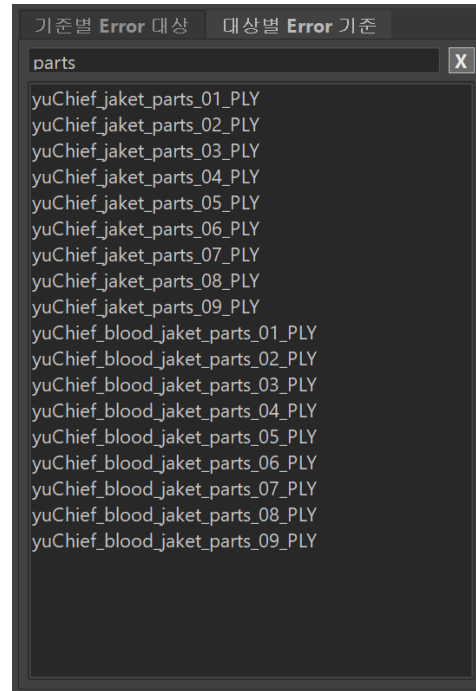 기준별 Error 대상 대상별 Error 기준
parts X
yuChief_jaket_parts_01_PLY
yuChief_jaket_parts_02_PLY
yuChief_jaket_parts_03_PLY
yuChief_jaket_parts_04_PLY
yuChief_jaket_parts_05_PLY
yuChief_jaket_parts_06_PLY
yuChief_jaket_parts_07_PLY
yuChief_jaket_parts_08_PLY
yuChief_jaket_parts_09_PLY
yuChief_blood_jaket_parts_01_PLY
yuChief_blood_jaket_parts_02_PLY
yuChief_blood_jaket_parts_03_PLY
yuChief_blood_jaket_parts_04_PLY
yuChief_blood_jaket_parts_05_PLY
yuChief_blood_jaket_parts_06_PLY
yuChief_blood_jaket_parts_07_PLY
yuChief_blood_jaket_parts_08_PLY
yuChief_blood_jaket_parts_09_PLY